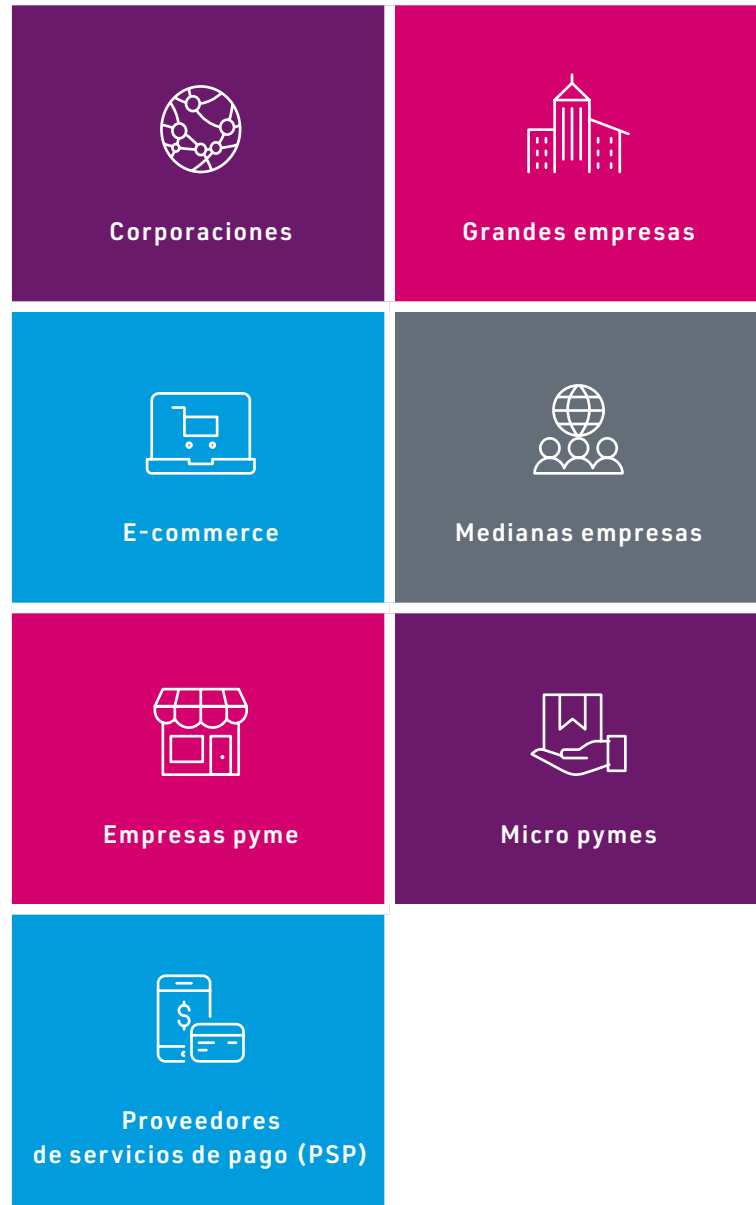 Corporaciones
Grandes empresas
E-commerce
Medianas empresas
Empresas pyme
Micro pymes
$
Proveedores
de servicios de pago (PSP)